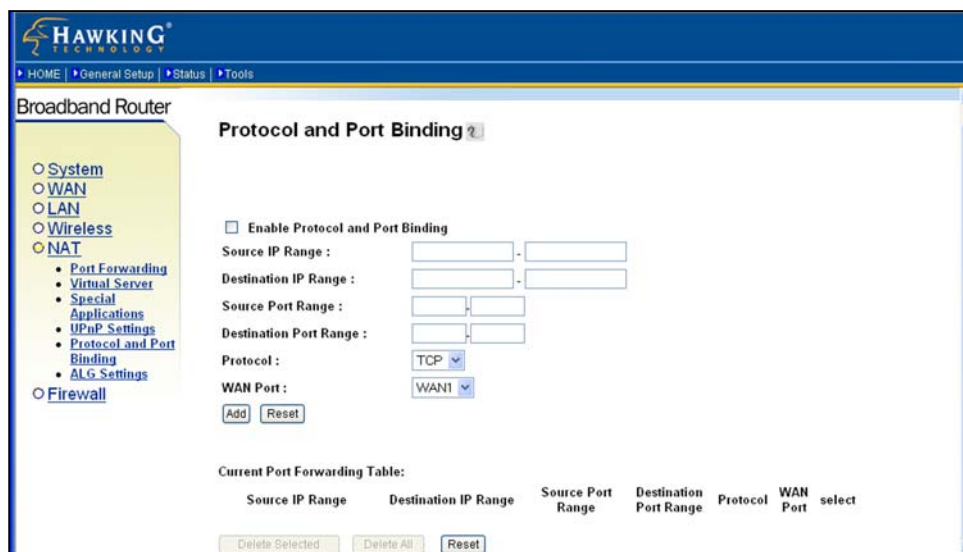 HAWKING®
TECHNOLOGY
HOME | General Setup | Status | Tools
Broadband Router
System
WAN
LAN
Wireless
NAT
Port Forwarding
Virtual Server
Special
Applications
UPnP Settings
Protocol and Port
Binding
ALG Settings
Firewall
Protocol and Port Binding
Enable Protocol and Port Binding
Source IP Range : -
Destination IP Range : -
Source Port Range : -
Destination Port Range : -
Protocol : TCP
WAN Port : WAN1
Add Reset
Current Port Forwarding Table:
Source IP Range Destination IP Range Source Port Range Destination Port Range Protocol WAN Port select
Delete Selected Delete All Reset